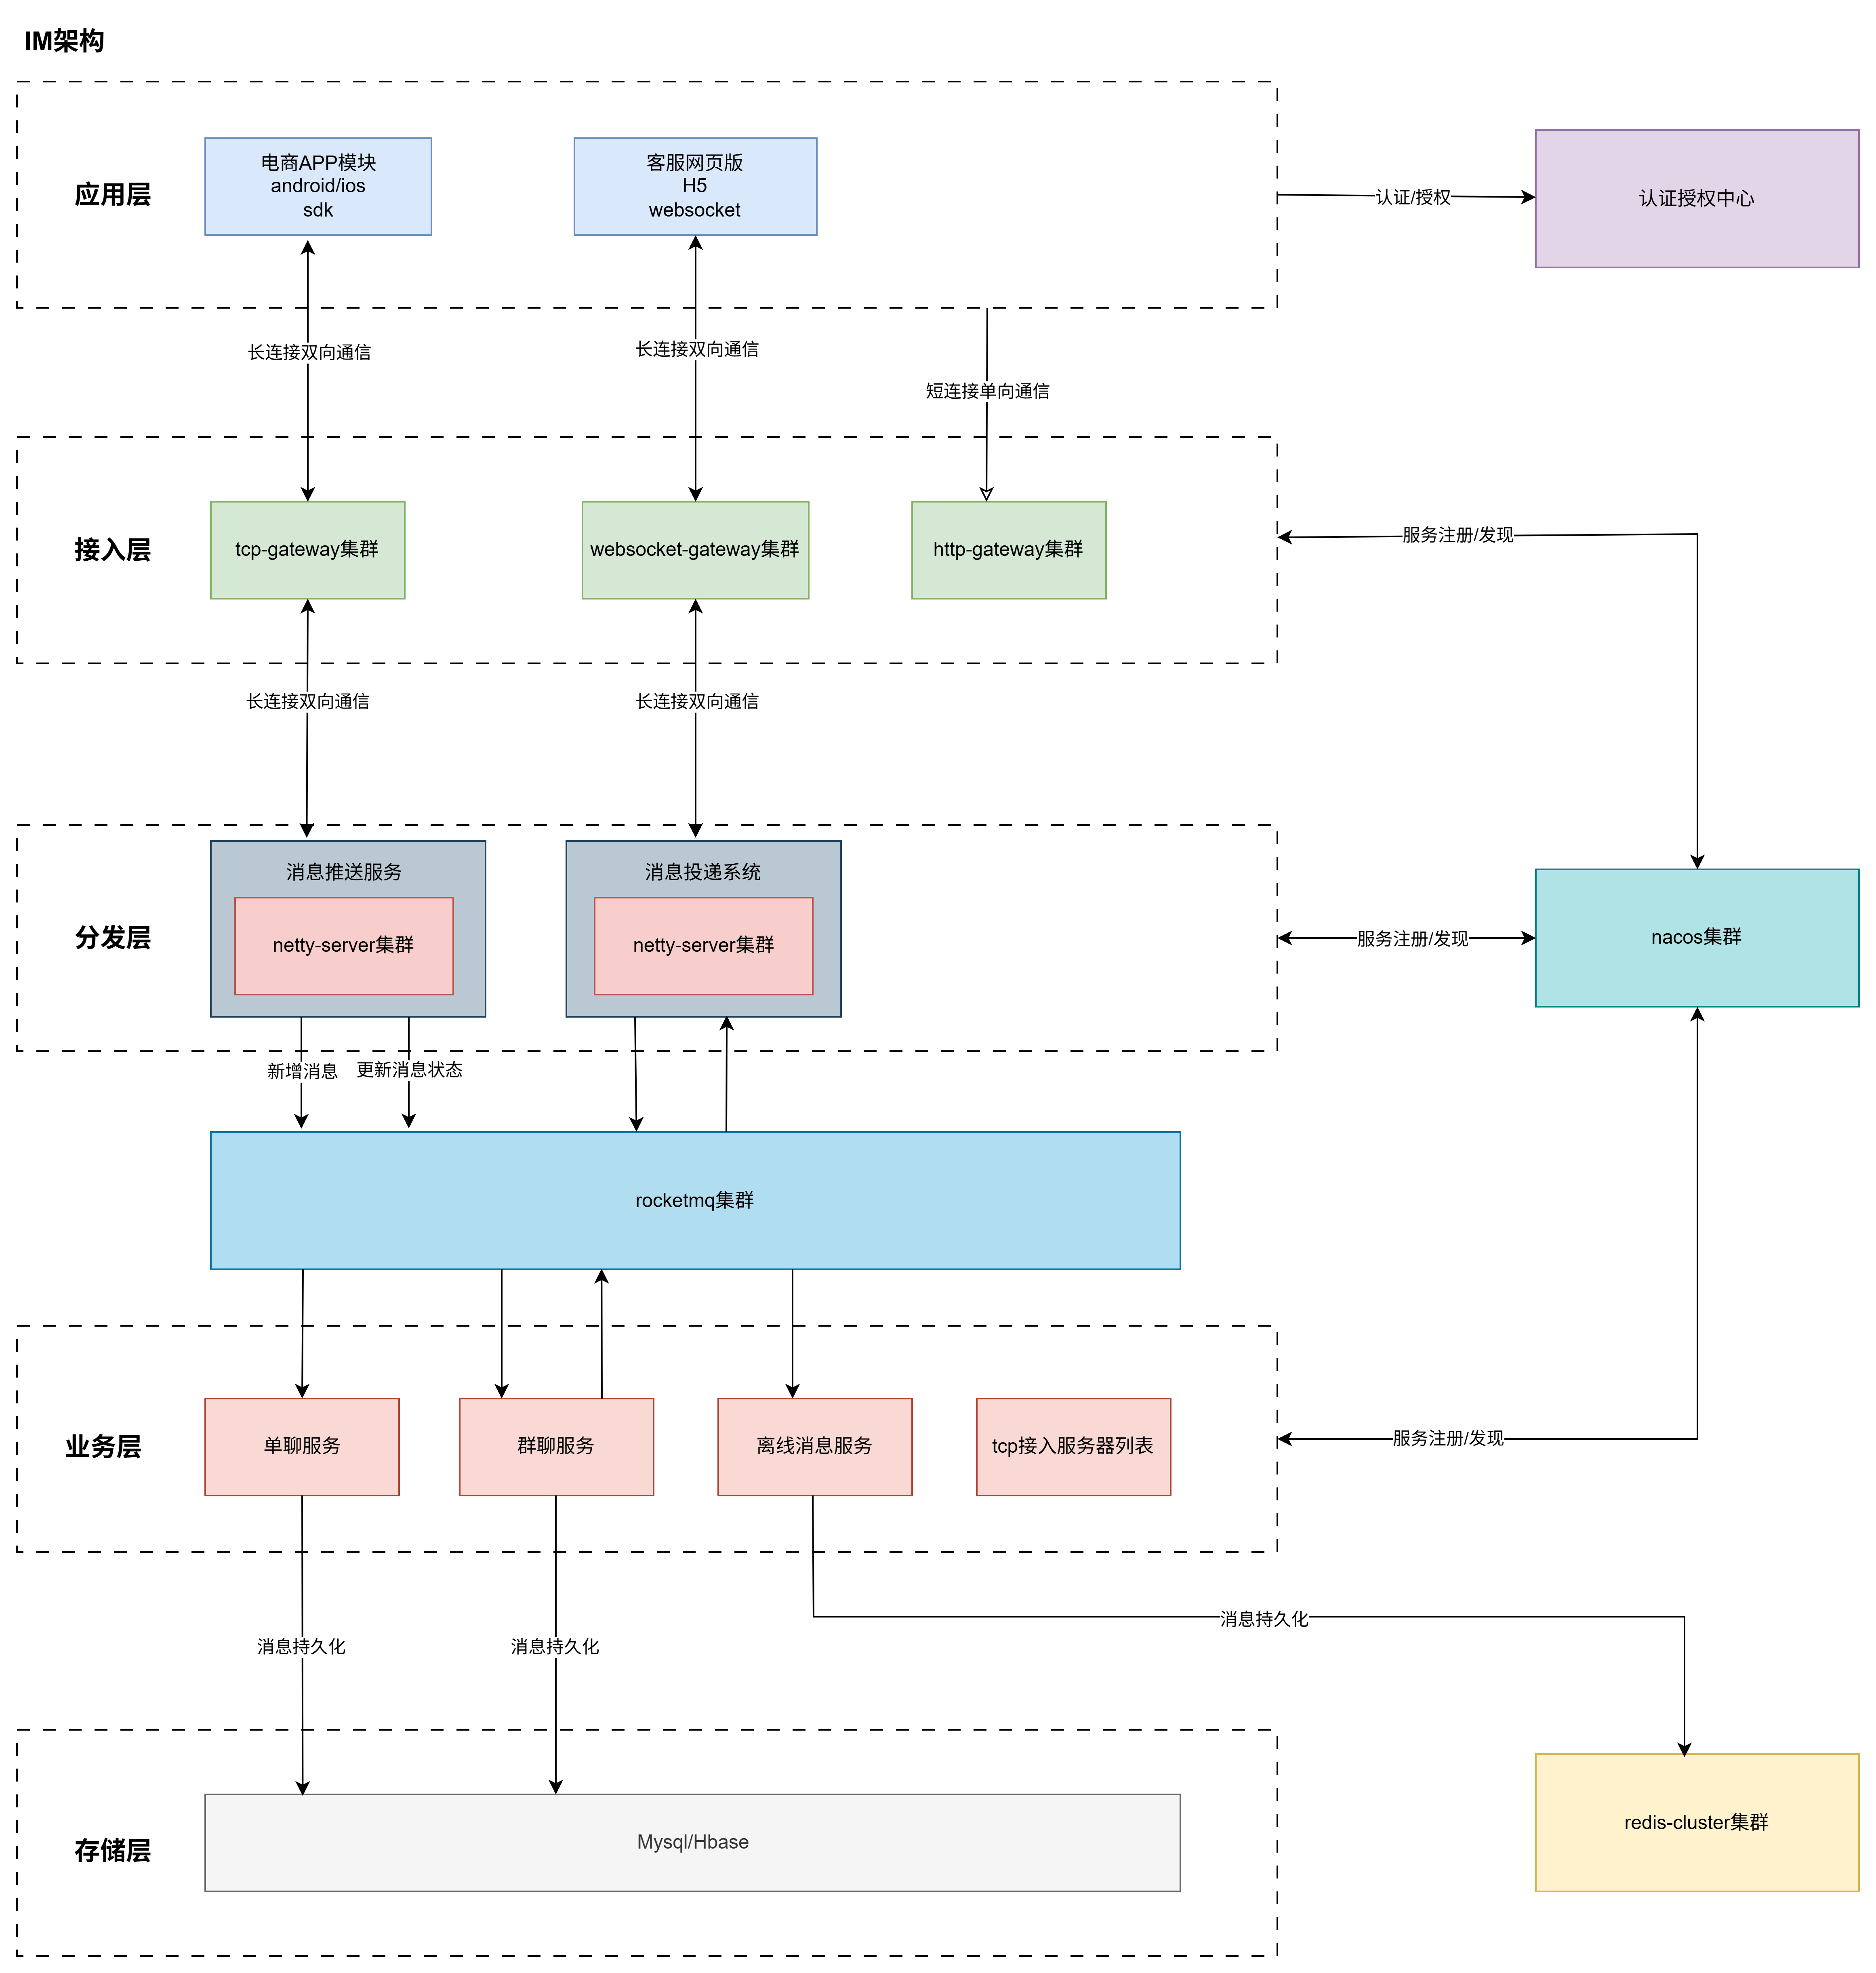 IM架构
应用层
电商APP模块
android/ios
sdk
客服网页版
H5
websocket
认证/授权
认证授权中心
长连接双向通信
长连接双向通信
短连接单向通信
接入层
tcp-gateway集群
websocket-gateway集群
http-gateway集群
服务注册/发现
长连接双向通信
长连接双向通信
分发层
消息推送服务
netty-server集群
消息投递系统
netty-server集群
服务注册/发现
nacos集群
新增消息
更新消息状态
rocketmq集群
业务层
单聊服务
群聊服务
离线消息服务
tcp接入服务器列表
服务注册/发现
消息持久化
消息持久化
消息持久化
存储层
Mysql/Hbase
redis-cluster集群